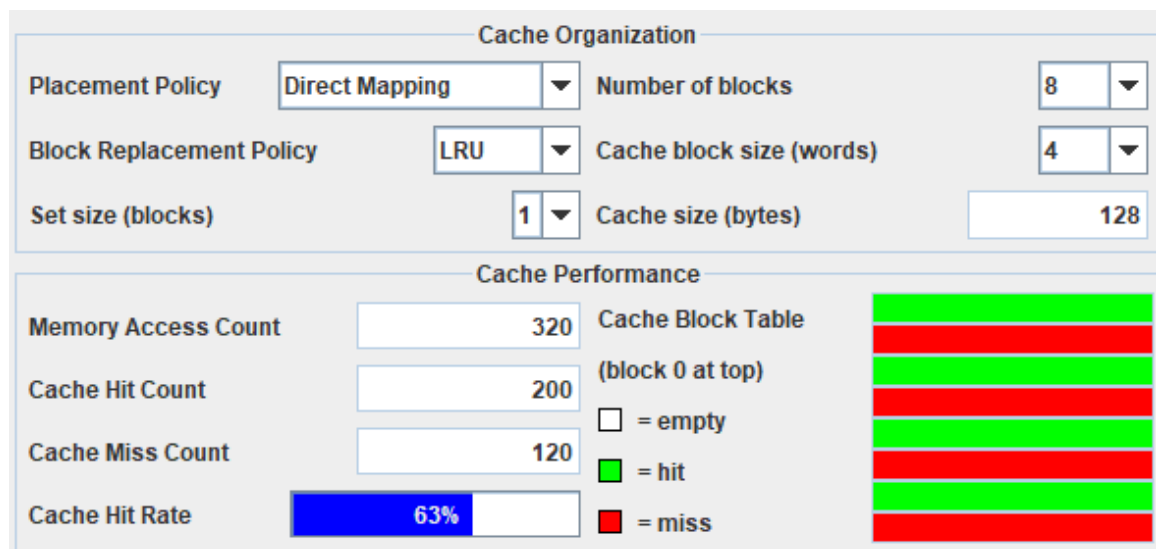 Cache Organization
Placement Policy Direct Mapping Number of blocks 8
Block Replacement Policy LRU Cache block size (words) 4
Set size (blocks) 1 Cache size (bytes) 128
Cache Performance
Memory Access Count 320 Cache Block Table
(block 0 at top)
Cache Hit Count 200
= empty
Cache Miss Count 120
= hit
Cache Hit Rate 63% = miss